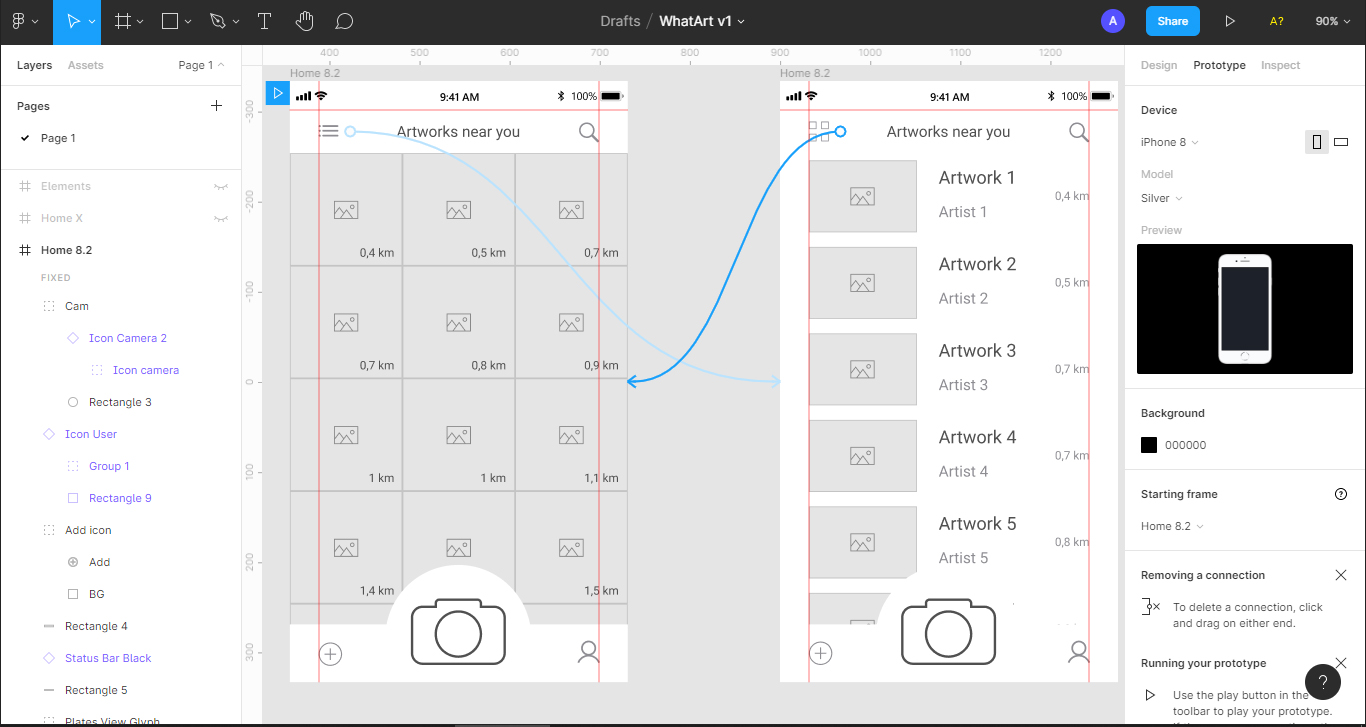 Drafts / WhatArt v1
A
Share
A?
90%
Layers
Assets
Page 1
Pages
Page 1
Elements
Home X
Home 8.2
FIXED
Cam
Icon Camera 2
Icon camera
Rectangle 3
Icon User
Group 1
Rectangle 9
Add icon
Add
BG
Rectangle 4
Status Bar Black
Rectangle 5
Plates View Glyph
400 500 600 700 800 900 1000 1100 1200
-300
-200
-100
0
100
200
300
Home 8.2
9:41 AM
100%
Artworks near you
0,4 km
0,5 km
0,7 km
0,7 km
0,8 km
0,9 km
1 km
1 km
1,1 km
1,4 km
1,5 km
Home 8.2
9:41 AM
100%
Artworks near you
Artwork 1
0,4 km
Artist 1
Artwork 2
0,5 km
Artist 2
Artwork 3
0,7 km
Artist 3
Artwork 4
0,7 km
Artist 4
Artwork 5
0,8 km
Artist 5
Design
Prototype
Inspect
Device
iPhone 8
Model
Silver
Preview
Background
000000
Starting frame
?
Home 8.2
Removing a connection
To delete a connection, click
and drag on either end.
Running your prototype
Use the play button in the
toolbar to play your prototype.
?